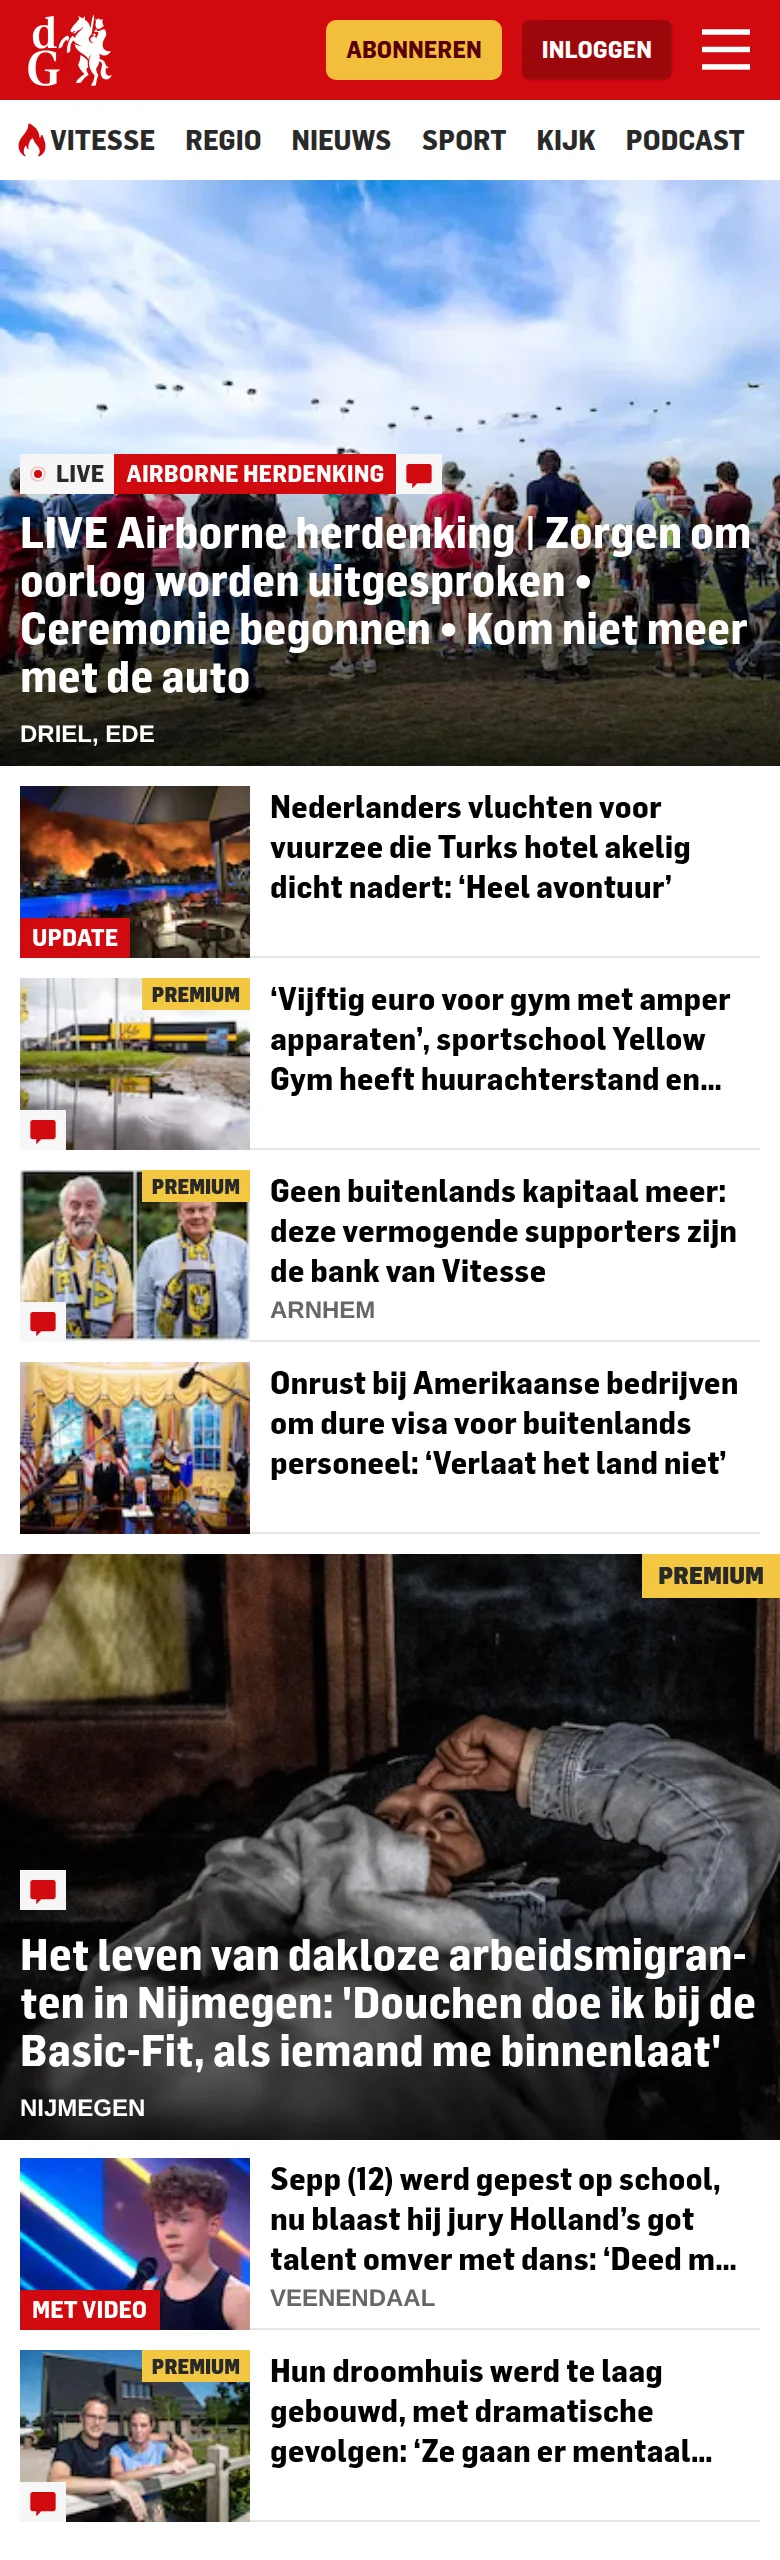 dG
ABONNEREN
INLOGGEN
VITESSE REGIO NIEUWS SPORT KIJK PODCAST
LIVE AIRBORNE HERDENKING
LIVE Airborne herdenking | Zorgen om
oorlog worden uitgesproken •
Ceremonie begonnen • Kom niet meer
met de auto
DRIEL, EDE
UPDATE
Nederlanders vluchten voor
vuurzee die Turks hotel akelig
dicht nadert: ‘Heel avontuur’
PREMIUM
‘Vijftig euro voor gym met amper
apparaten’, sportschool Yellow
Gym heeft huurachterstand en...
PREMIUM
Geen buitenlands kapitaal meer:
deze vermogende supporters zijn
de bank van Vitesse
ARNHEM
Onrust bij Amerikaanse bedrijven
om dure visa voor buitenlands
personeel: ‘Verlaat het land niet’
PREMIUM
Het leven van dakloze arbeidsmigran-
ten in Nijmegen: 'Douchen doe ik bij de
Basic-Fit, als iemand me binnenlaat'
NIJMEGEN
MET VIDEO
Sepp (12) werd gepest op school,
nu blaast hij jury Holland’s got
talent omver met dans: ‘Deed m...
VEENENDAAL
PREMIUM
Hun droomhuis werd te laag
gebouwd, met dramatische
gevolgen: ‘Ze gaan er mentaal...